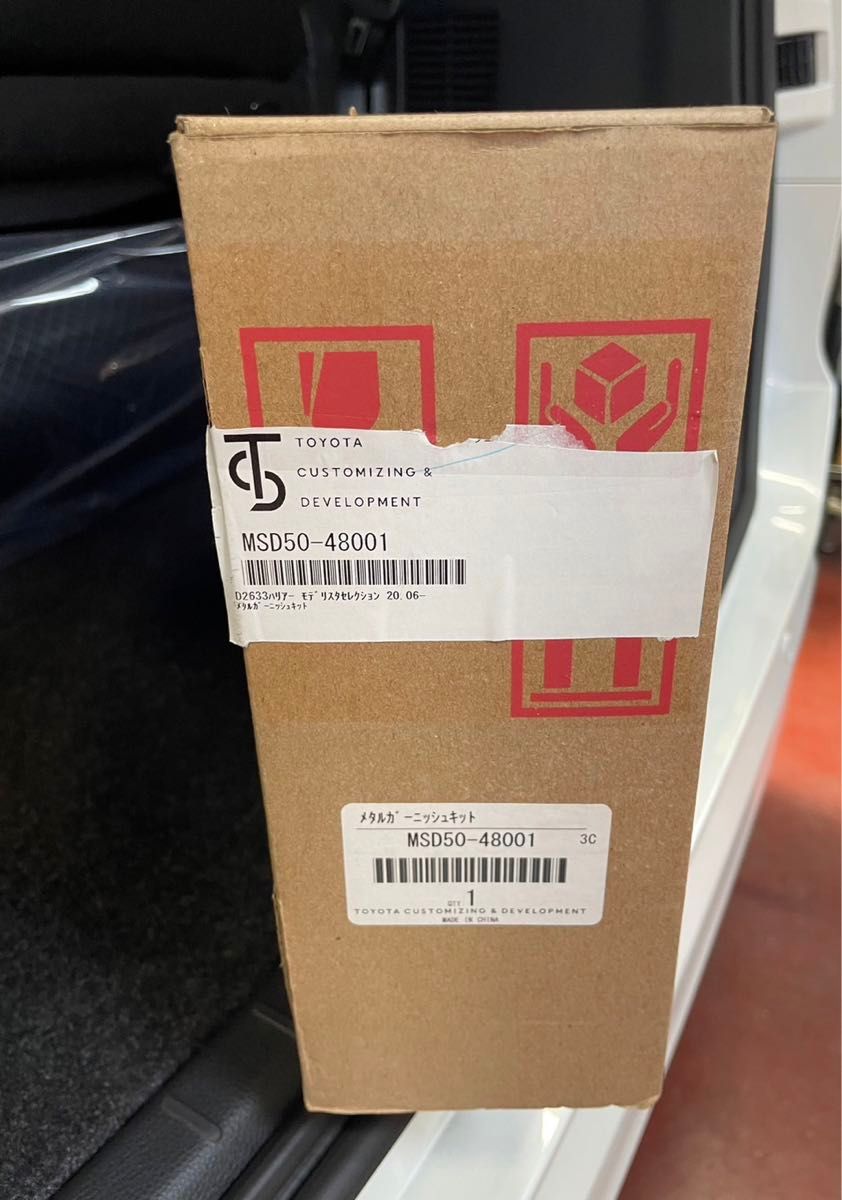 TOYOTA
CUSTOMIZING &
DEVELOPMENT
MSD50-48001
D2633ハリアー モデリスタセレクション 20.06-
メタルガーニッシュキット
メタルガーニッシュキット
MSD50-48001 3C
QTY 1
TOYOTA CUSTOMIZING & DEVELOPMENT
MADE IN CHINA